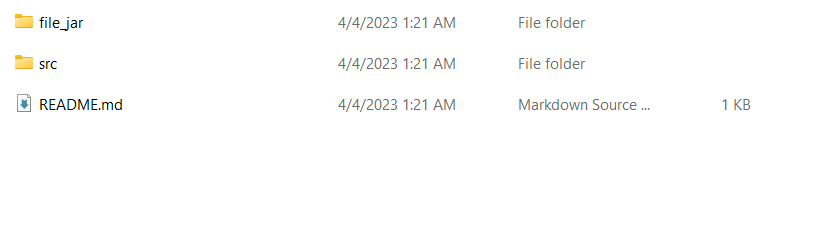 file_jar 4/4/2023 1:21 AM File folder
src 4/4/2023 1:21 AM File folder
README.md 4/4/2023 1:21 AM Markdown Source ... 1 KB